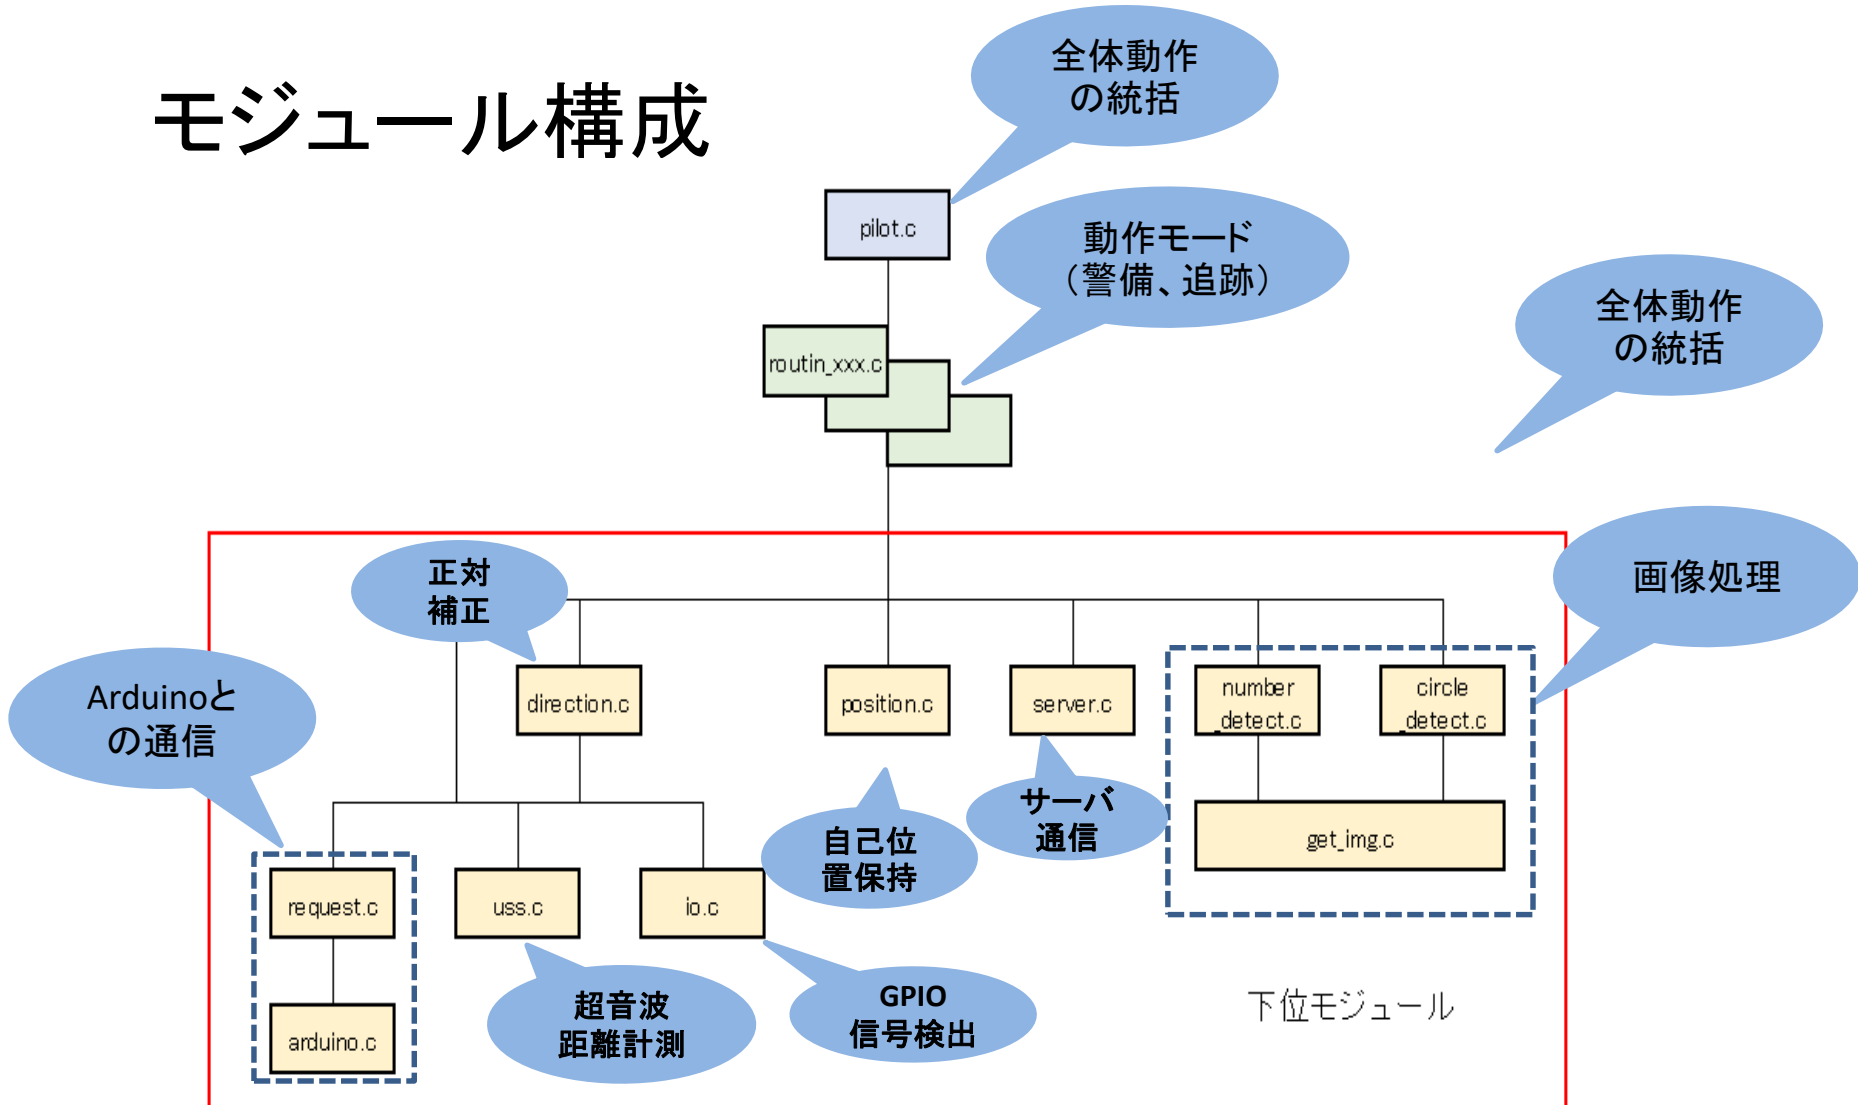 モジュール構成
全体動作
の統括
pilot.c
動作モード
（警備、追跡）
全体動作
の統括
routin_xxx.c
正対
補正
画像処理
Arduinoと
の通信
direction.c
position.c
server.c
number
_detect.c
circle
_detect.c
サーバ
通信
自己位
置保持
get_img.c
request.c
uss.c
io.c
超音波
距離計測
GPIO
信号検出
下位モジュール
arduino.c